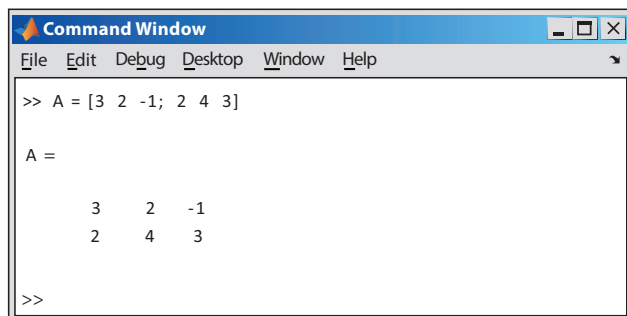 Command Window
File Edit Debug Desktop Window Help
>> A = [3 2 -1; 2 4 3]
A =
3 2 -1
2 4 3
>>